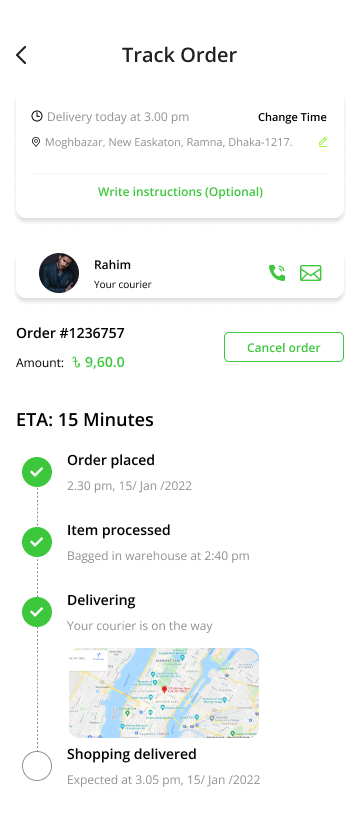 Track Order
Delivery today at 3.00 pm
Change Time
Moghbazar, New Easkaton, Ramna, Dhaka-1217.
Write instructions (Optional)
Rahim
Your courier
Order #1236757
Cancel order
Amount: ৳ 9,60.0
ETA: 15 Minutes
Order placed
2.30 pm, 15/ Jan /2022
Item processed
Bagged in warehouse at 2:40 pm
Delivering
Your courier is on the way
MANHATTAN
Shopping delivered
Expected at 3.05 pm, 15/ Jan /2022